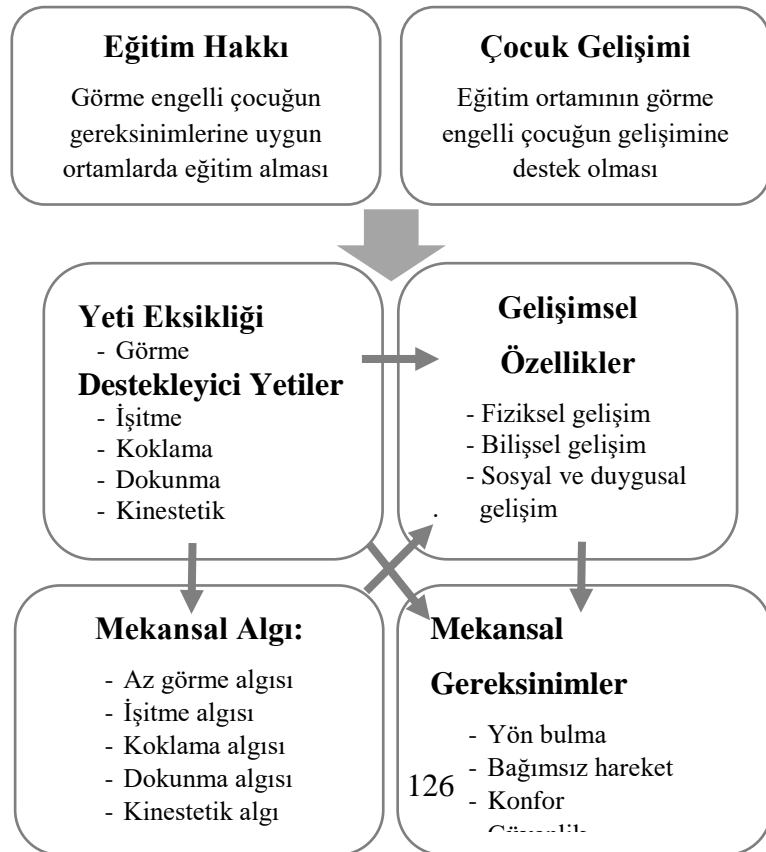 Eğitim Hakkı
Görme engelli çocuğun
gereksinimlerine uygun
ortamlarda eğitim alması
Çocuk Gelişimi
Eğitim ortamının görme
engelli çocuğun gelişimine
destek olması
Yeti Eksikliği
- Görme
Destekleyici Yetiler
- İşitme
- Koklama
- Dokunma
- Kinestetik
Gelişimsel
Özellikler
- Fiziksel gelişim
- Bilişsel gelişim
- Sosyal ve duygusal
. gelişim
Mekansal Algı:
- Az görme algısı
- İşitme algısı
- Koklama algısı
- Dokunma algısı
- Kinestetik algı
Mekansal
Gereksinimler
- Yön bulma
- Bağımsız hareket
- Konfor
- Güvenlik
126